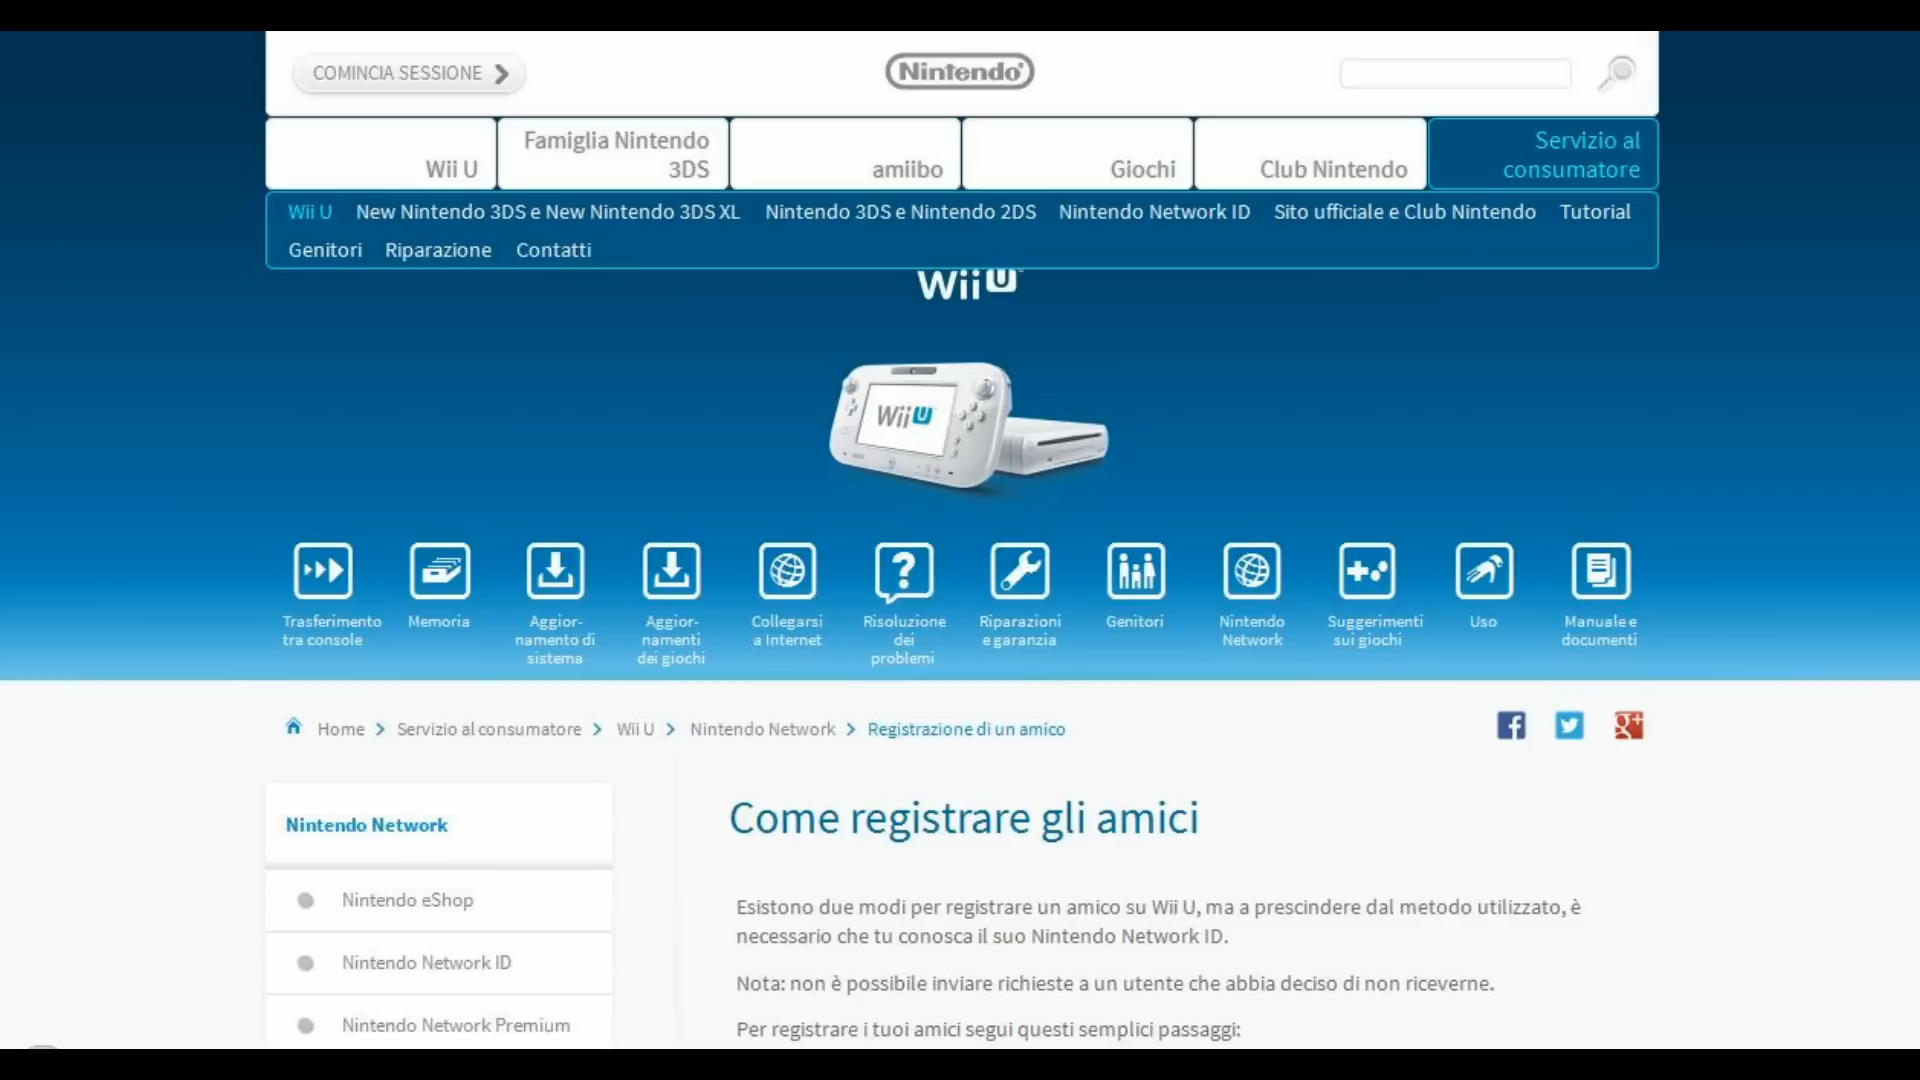 COMINCIA SESSIONE
Nintendo
Wii U
Famiglia Nintendo
3DS
amiibo
Giochi
Club Nintendo
Servizio al
consumatore
Wii U New Nintendo 3DS e New Nintendo 3DS XL Nintendo 3DS e Nintendo 2DS Nintendo Network ID Sito ufficiale e Club Nintendo Tutorial
Genitori Riparazione Contatti
Wii U
Wii U
Trasferimento
tra console
Memoria
Aggior-
namento di
sistema
Aggior-
namenti
dei giochi
Collegarsi
a Internet
Risoluzione
dei
problemi
Riparazioni
e garanzia
Genitori
Nintendo
Network
Suggerimenti
sui giochi
Uso
Manuale e
documenti
Home > Servizio al consumatore > Wii U > Nintendo Network > Registrazione di un amico
Nintendo Network
Nintendo eShop
Nintendo Network ID
Nintendo Network Premium
Come registrare gli amici
Esistono due modi per registrare un amico su Wii U, ma a prescindere dal metodo utilizzato, è
necessario che tu conosca il suo Nintendo Network ID.
Nota: non è possibile inviare richieste a un utente che abbia deciso di non riceverne.
Per registrare i tuoi amici segui questi semplici passaggi: